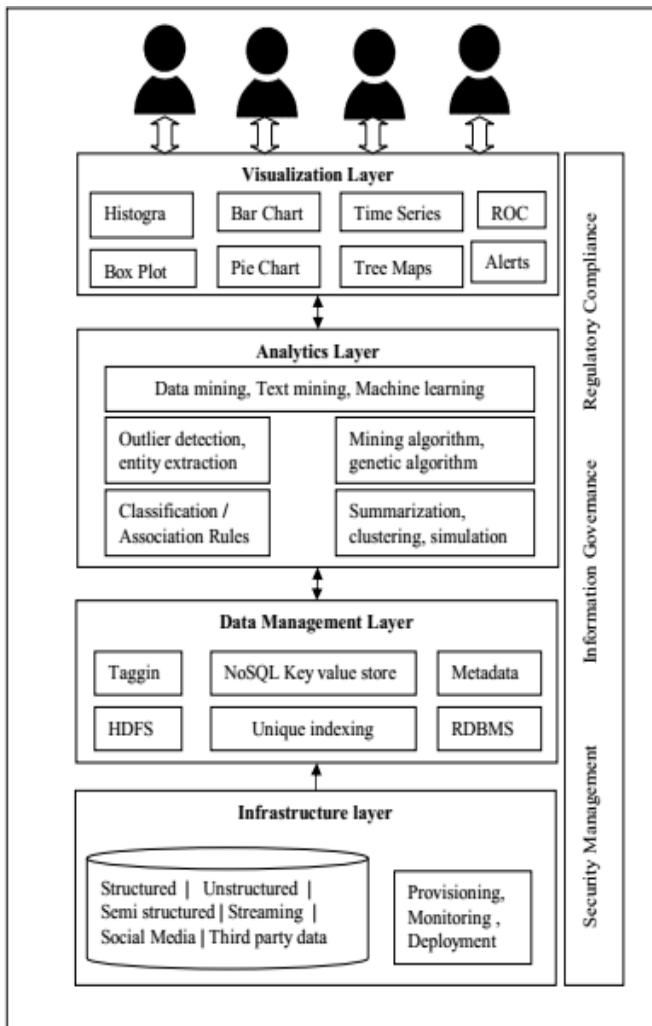 Visualization Layer
Histogra
Bar Chart
Time Series
ROC
Box Plot
Pie Chart
Tree Maps
Alerts
Analytics Layer
Data mining, Text mining, Machine learning
Outlier detection,
entity extraction
Mining algorithm,
genetic algorithm
Classification /
Association Rules
Summarization,
clustering, simulation
Data Management Layer
Taggin
NoSQL Key value store
Metadata
HDFS
Unique indexing
RDBMS
Infrastructure layer
Structured | Unstructured |
Semi structured | Streaming |
Social Media | Third party data
Provisioning,
Monitoring ,
Deployment
Regulatory Compliance
Information Governance
Security Management